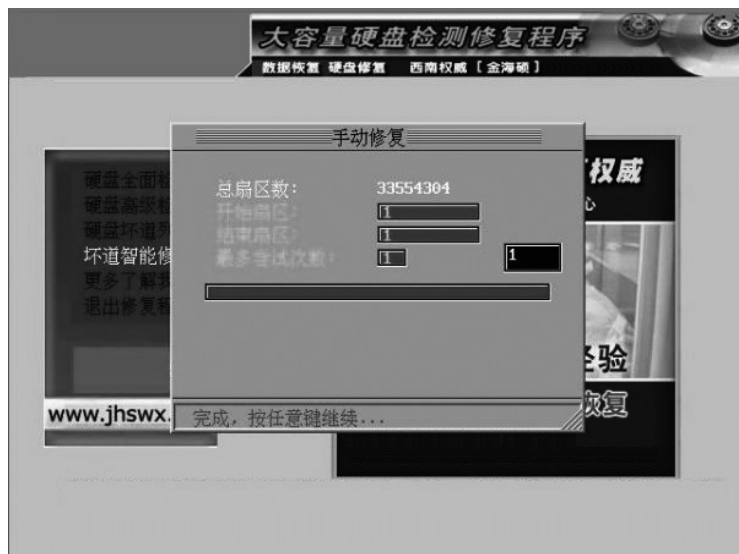 大容量硬盘检测修复程序
数据恢复 硬盘修复 西南权威［金海硕］
手动修复
权威
心
硬盘全面检
硬盘高级检
硬盘坏道列
坏道智能修
更多了解我
退出修复程
总扇区数： 33554304
开始扇区： 1
结束扇区： 1
最多尝试次数： 1
1
验
www.jhswx.
恢复
完成，按任意键继续...